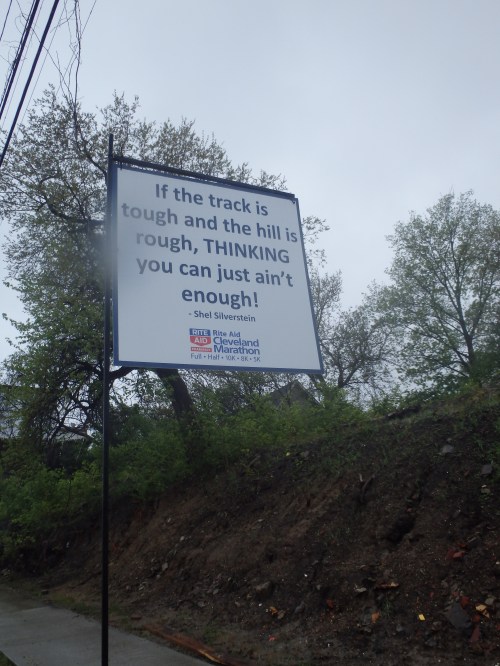 If the track is
tough and the hill is
rough, THINKING
you can just ain't
enough!
- Shel Silverstein
RITE AID
Rite Aid
Cleveland
Marathon
Full • Half • 10K • 8K • 5K